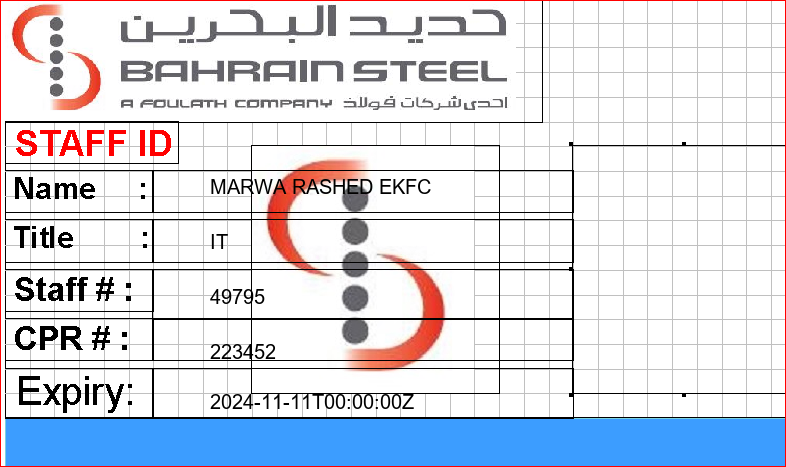 حديد البحرين
BAHRAIN STEEL
A FOULATH COMPANY احدى شركات فولاذ
STAFF ID
Name : MARWA RASHED EKFC
Title : IT
Staff # : 49795
CPR # : 223452
Expiry: 2024-11-11T00:00:00Z